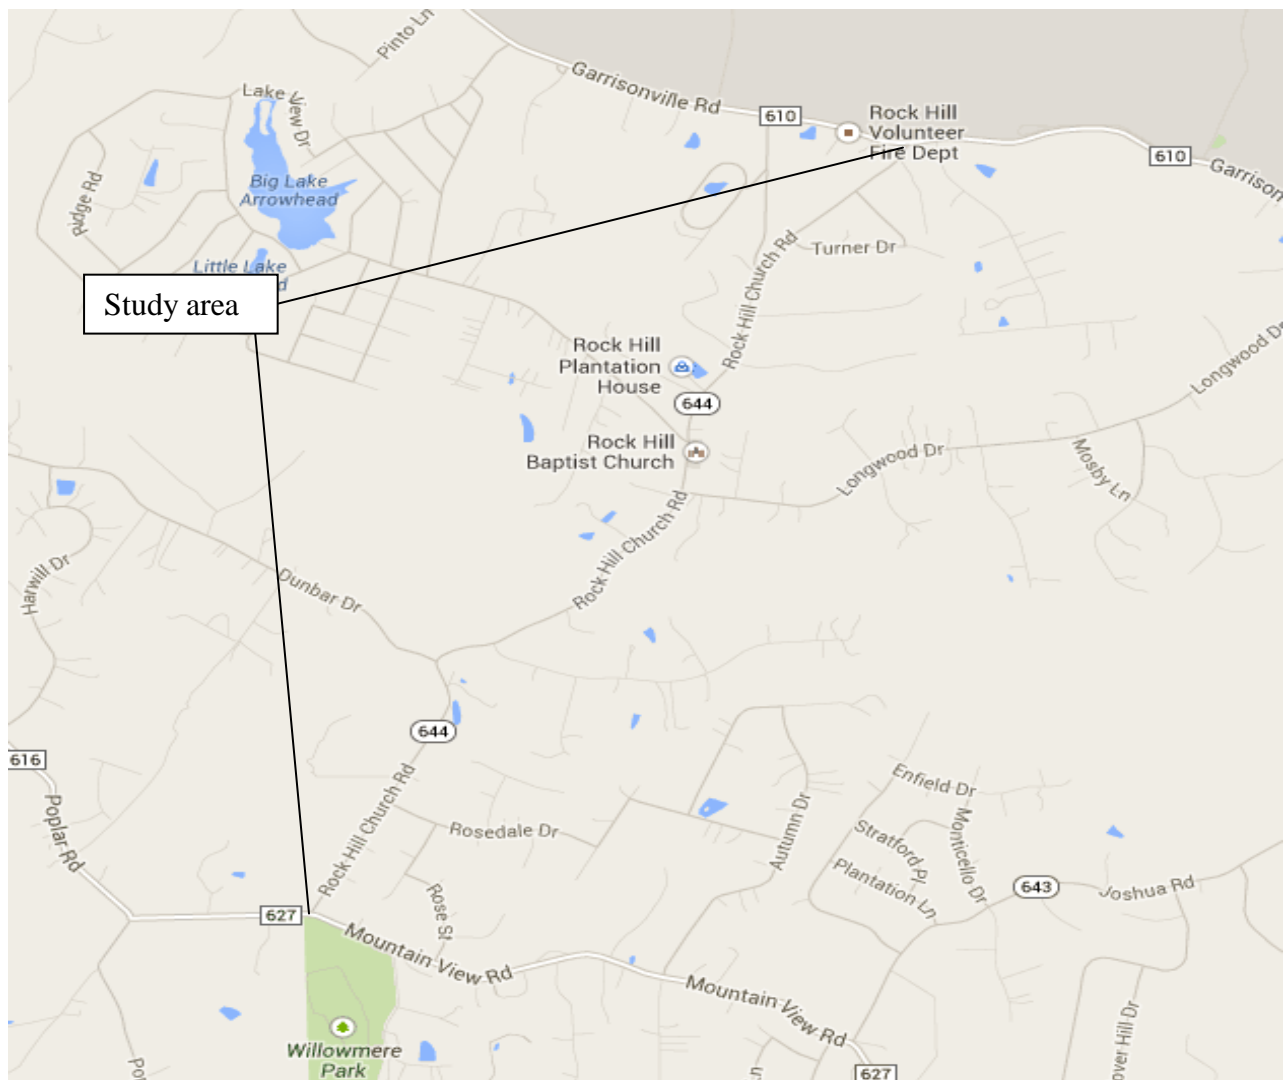 Pinto Ln
Garrisonville Rd
610
Rock Hill
Volunteer
Fire Dept
610
Lake View Dr
Big Lake
Arrowhead
Ridge Rd
Little Lake
Study area
Turner Dr
Rock Hill Church Rd
Longwood Dr
Rock Hill
Plantation
House
644
Rock Hill
Baptist Church
Longwood Dr
Mosby Ln
Rock Hill Church Rd
Harwill Dr
Dunbar Dr
644
616
Poplar Rd
Rock Hill Church Rd
Rosedale Dr
Rose St
Autumn Dr
Enfield Dr
Stratford Pl
Monticello Dr
Plantation Ln
643
Joshua Rd
627
Mountain View Rd
Mountain View Rd
Willowmere
Park
over Hill Dr
627